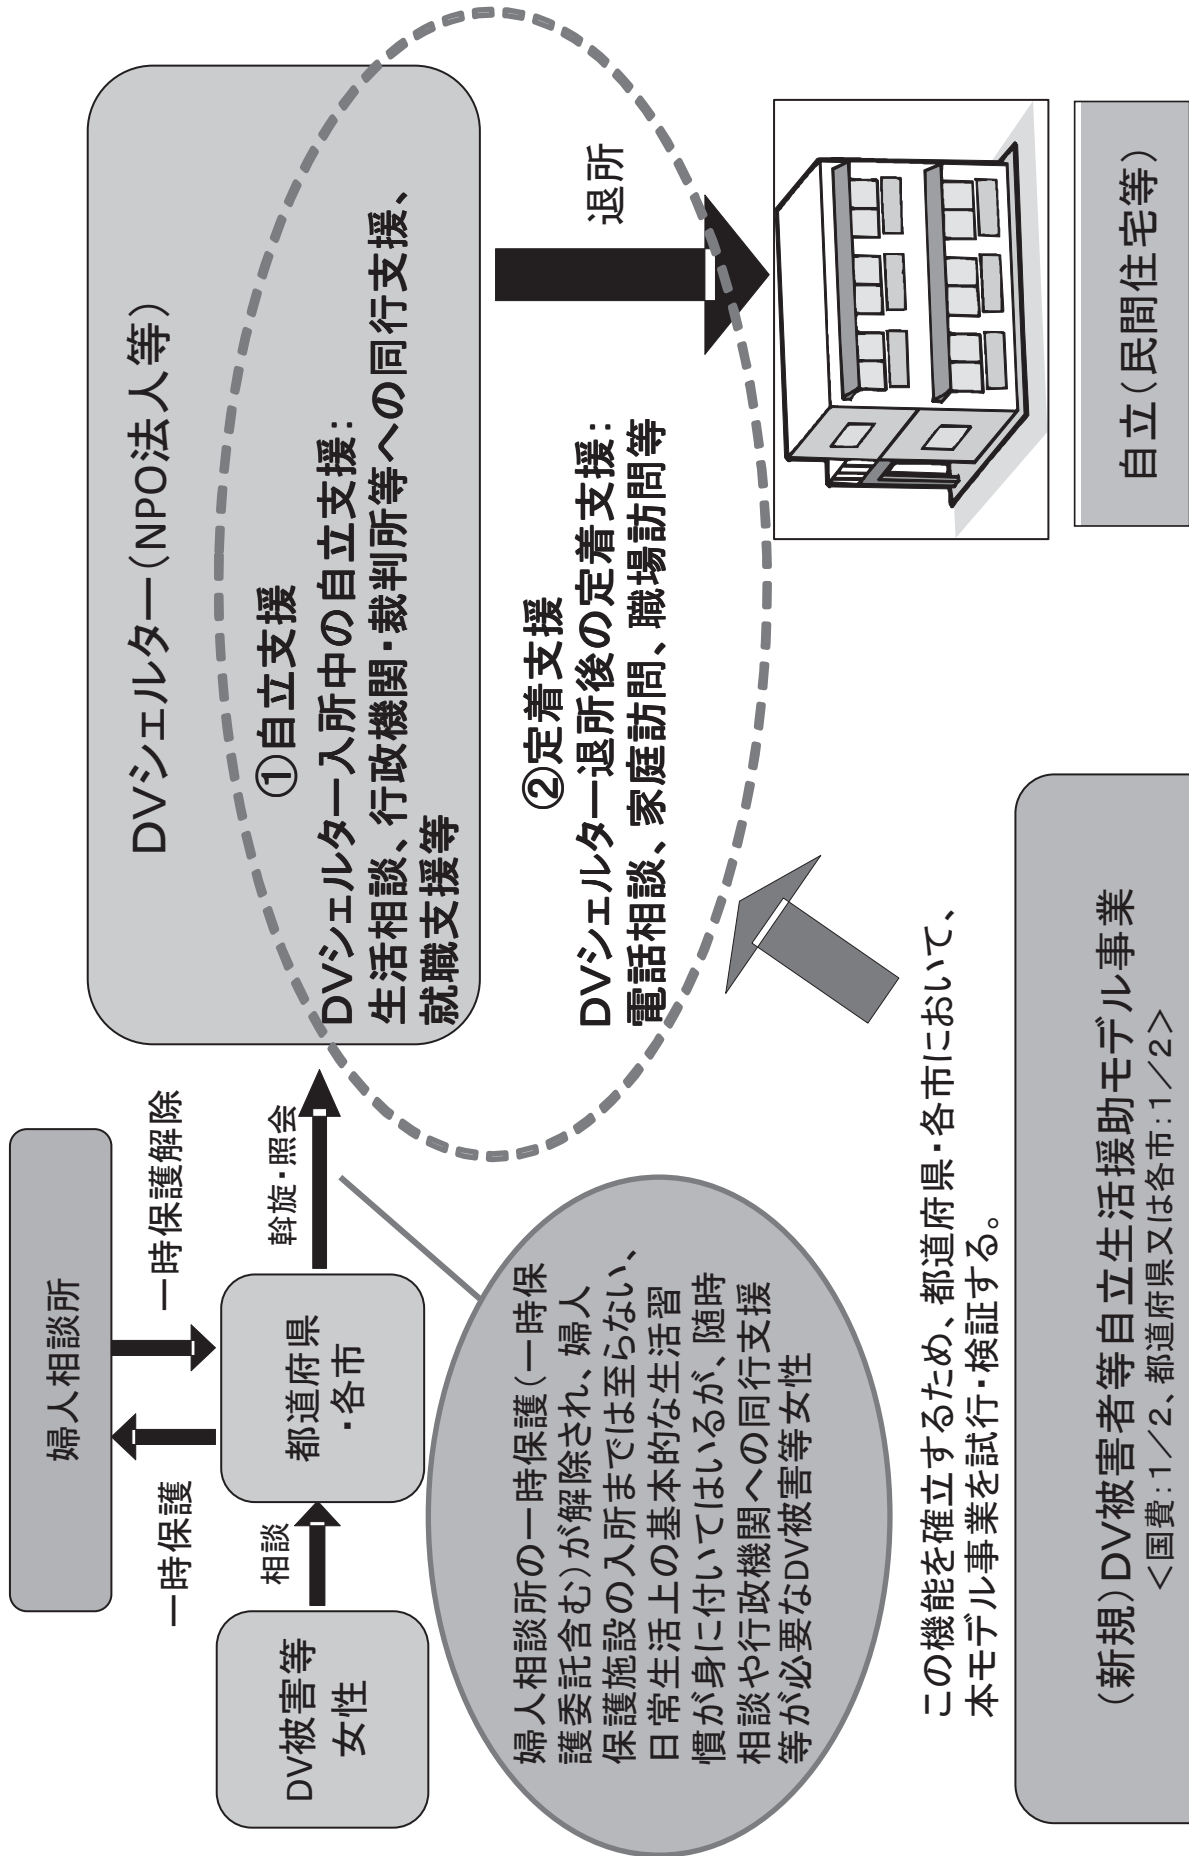 婦人相談所
一時保護
一時保護解除
DV被害等
女性
相談
都道府県
・各市
斡旋・照会
DVシェルター（NPO法人等）
①自立支援
DVシェルター入所中の自立支援：
生活相談、行政機関・裁判所等への同行支援、
就職支援等
②定着支援
DVシェルター退所後の定着支援：
電話相談、家庭訪問、職場訪問等
退所
婦人相談所の一時保護（一時保
護委託含む）が解除され、婦人
保護施設の入所までは至らない、
日常生活上の基本的な生活習
慣が身に付いてはいるが、随時
相談や行政機関への同行支援
等が必要なDV被害等女性
自立（民間住宅等）
この機能を確立するため、都道府県・各市において、
本モデル事業を試行・検証する。
（新規）DV被害者等自立生活援助モデル事業
＜国費：１／２、都道府県又は各市：１／２＞